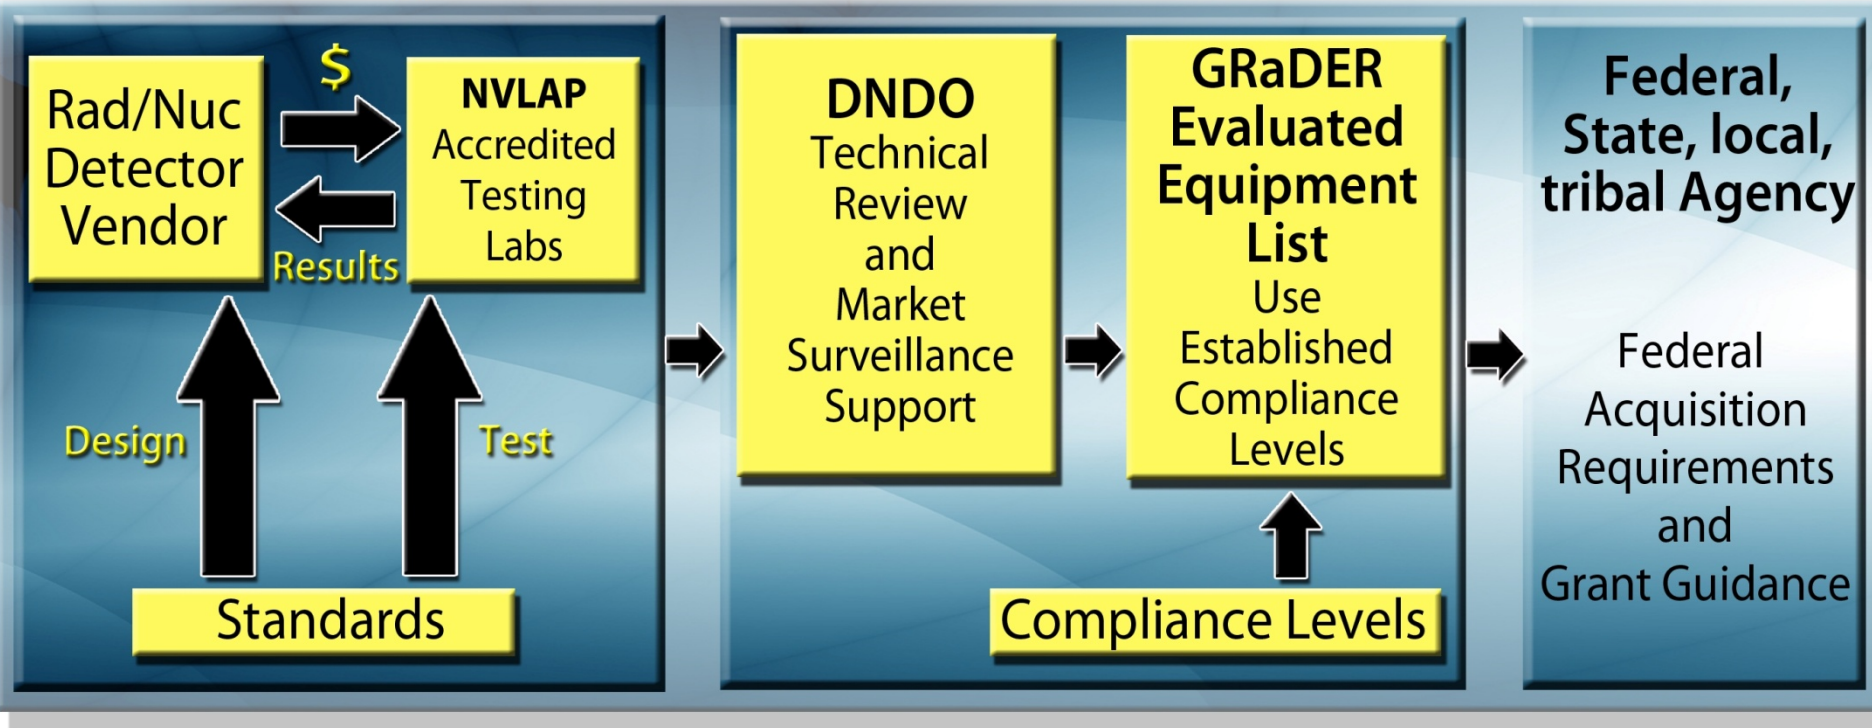 Rad/Nuc
Detector
Vendor
$
Results
NVLAP
Accredited
Testing
Labs
Design
Test
Standards
DNDO
Technical
Review
and
Market
Surveillance
Support
GRaDER
Evaluated
Equipment
List
Use
Established
Compliance
Levels
Compliance Levels
Federal,
State, local,
tribal Agency
Federal
Acquisition
Requirements
and
Grant Guidance